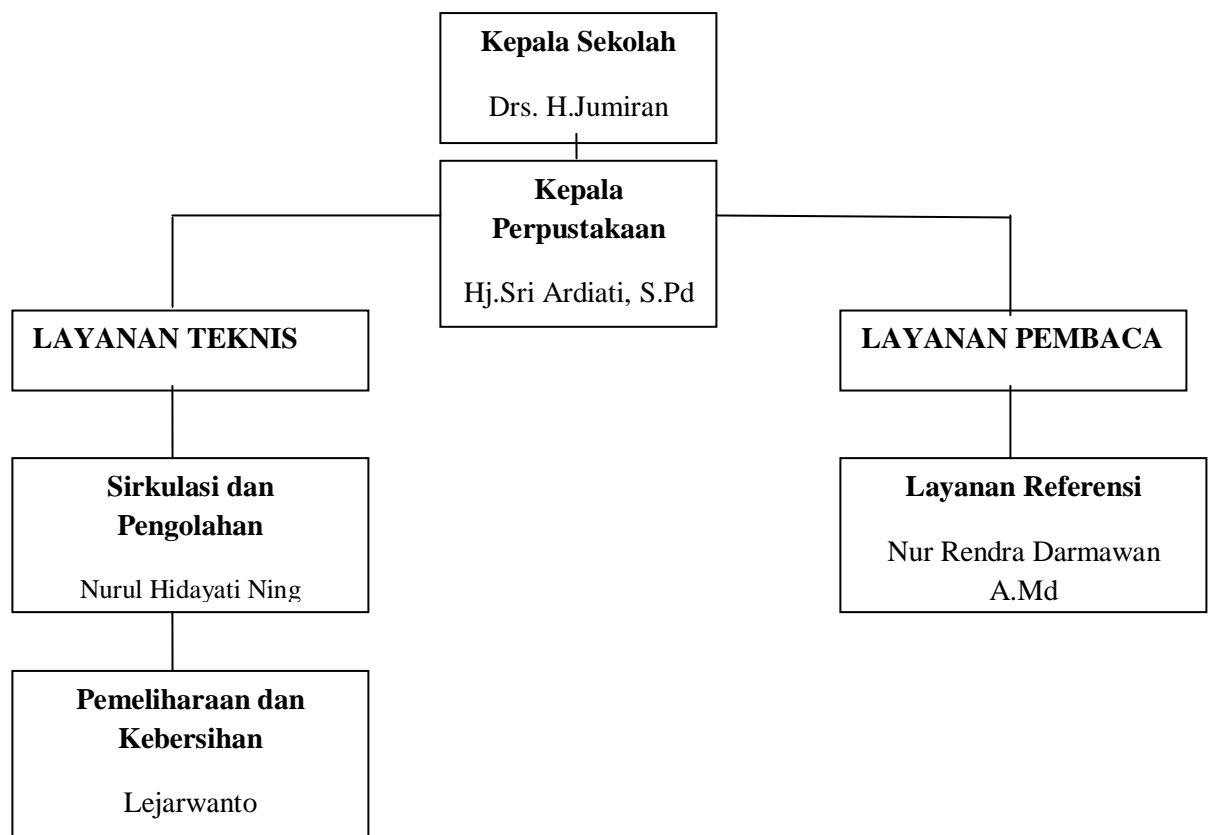 Kepala Sekolah
Drs. H.Jumiran
Kepala
Perpustakaan
Hj.Sri Ardiati, S.Pd
LAYANAN TEKNIS
LAYANAN PEMBACA
Sirkulasi dan
Pengolahan
Nurul Hidayati Ning
Layanan Referensi
Nur Rendra Darmawan
A.Md
Pemeliharaan dan
Kebersihan
Lejarwanto